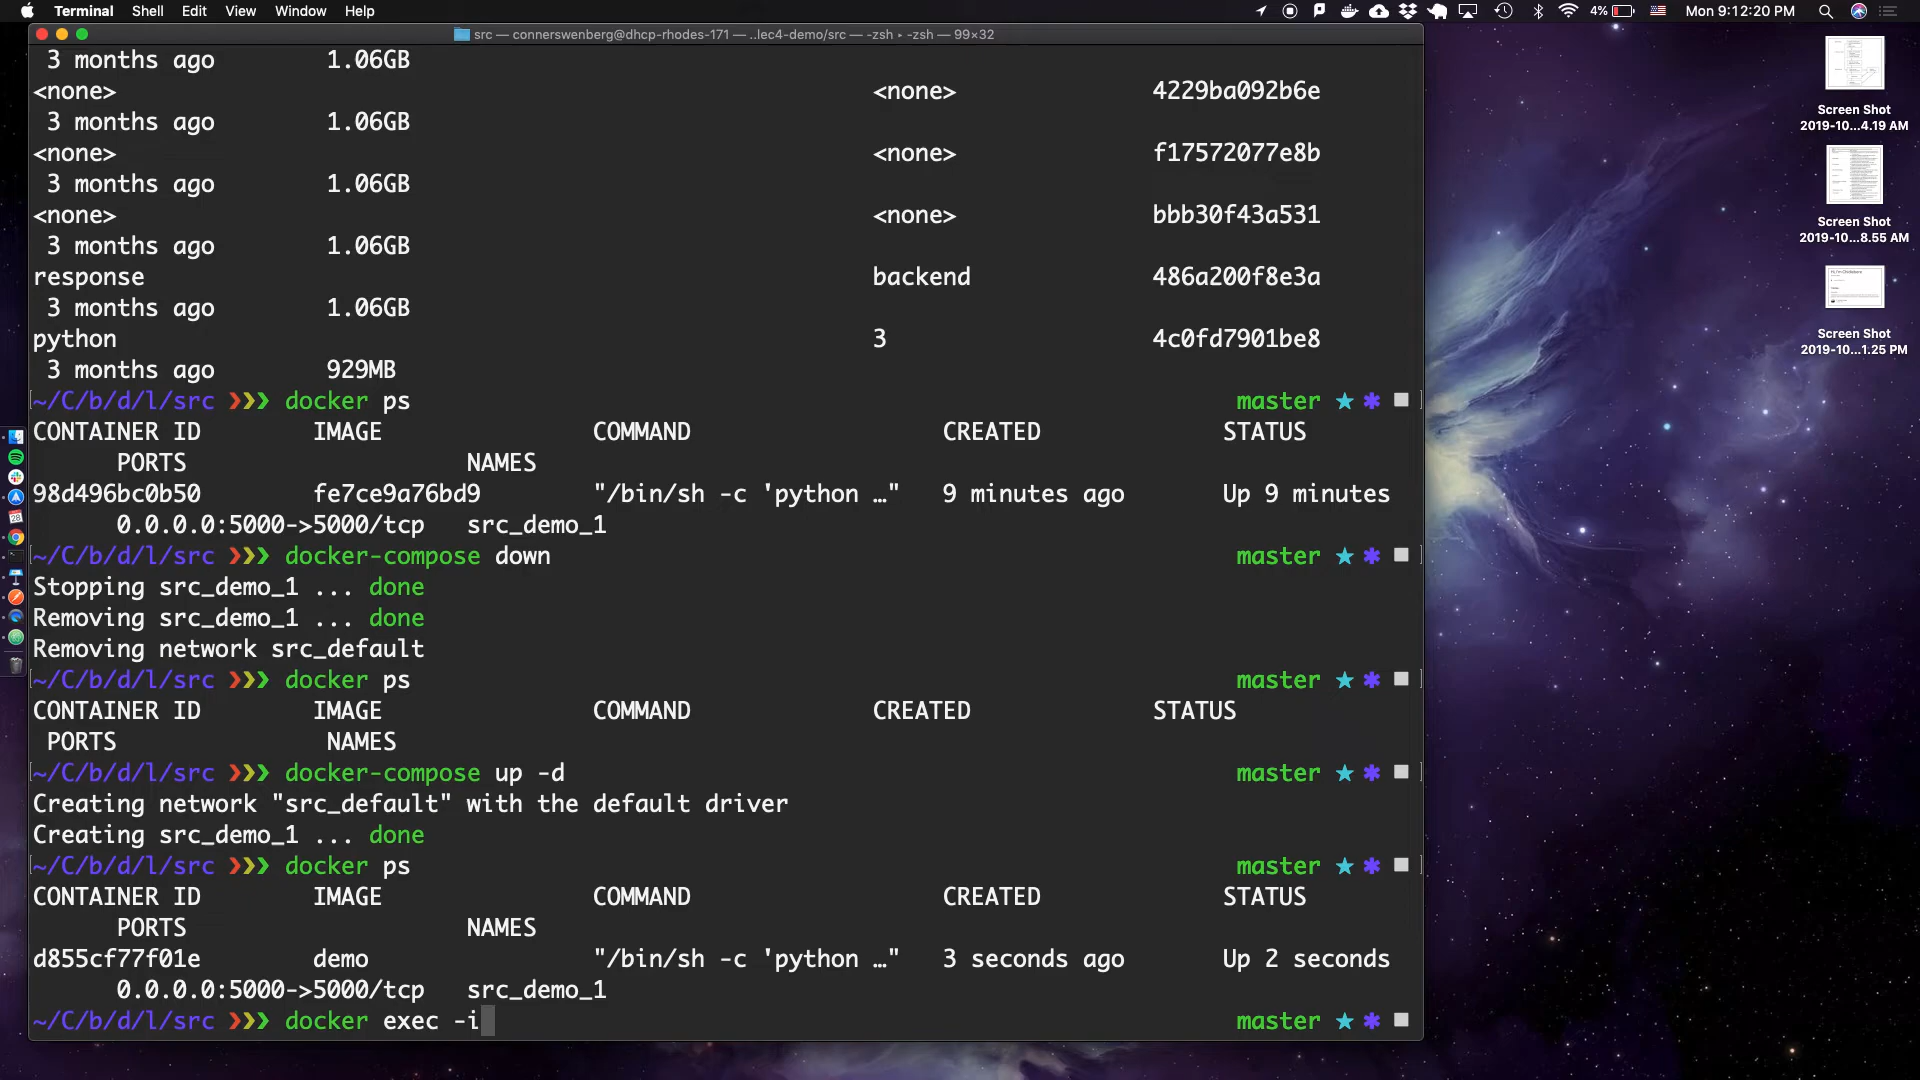 Terminal Shell Edit View Window Help 4% Mon 9:12:20 PM
src — connerswenberg@dhcp-rhodes-171 — ..lec4-demo/src — -zsh ▸ -zsh — 99×32
3 months ago 1.06GB
<none> <none> 4229ba092b6e
3 months ago 1.06GB
<none> <none> f17572077e8b
3 months ago 1.06GB
<none> <none> bbb30f43a531
3 months ago 1.06GB
response backend 486a200f8e3a
3 months ago 1.06GB
python 3 4c0fd7901be8
3 months ago 929MB
~/C/b/d/l/src ❯❯❯ docker ps master ★ ✱ ■
CONTAINER ID IMAGE COMMAND CREATED STATUS
PORTS NAMES
98d496bc0b50 fe7ce9a76bd9 "/bin/sh -c 'python …" 9 minutes ago Up 9 minutes
0.0.0.0:5000->5000/tcp src_demo_1
~/C/b/d/l/src ❯❯❯ docker-compose down master ★ ✱ ■
Stopping src_demo_1 ... done
Removing src_demo_1 ... done
Removing network src_default
~/C/b/d/l/src ❯❯❯ docker ps master ★ ✱ ■
CONTAINER ID IMAGE COMMAND CREATED STATUS
PORTS NAMES
~/C/b/d/l/src ❯❯❯ docker-compose up -d master ★ ✱ ■
Creating network "src_default" with the default driver
Creating src_demo_1 ... done
~/C/b/d/l/src ❯❯❯ docker ps master ★ ✱ ■
CONTAINER ID IMAGE COMMAND CREATED STATUS
PORTS NAMES
d855cf77f01e demo "/bin/sh -c 'python …" 3 seconds ago Up 2 seconds
0.0.0.0:5000->5000/tcp src_demo_1
~/C/b/d/l/src ❯❯❯ docker exec -i master ★ ✱ ■
Screen Shot
2019-10...4.19 AM
Screen Shot
2019-10...8.55 AM
Screen Shot
2019-10...1.25 PM